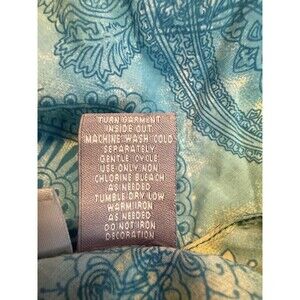 TURN GARMENT
INSIDE OUT
MACHINE WASH COLD
SEPARATELY
GENTLE CYCLE
USE ONLY NON
CHLORINE BLEACH
AS NEEDED
TUMBLE DRY LOW
WARM IRON
AS NEEDED
DO NOT IRON
DECORATION